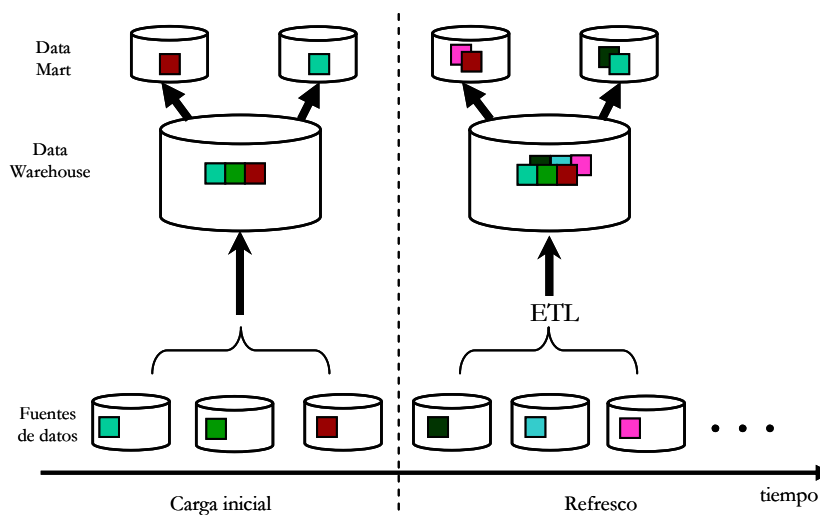 Data
Mart
Data
Warehouse
ETL
Fuentes
de datos
Carga inicial
Refresco
tiempo